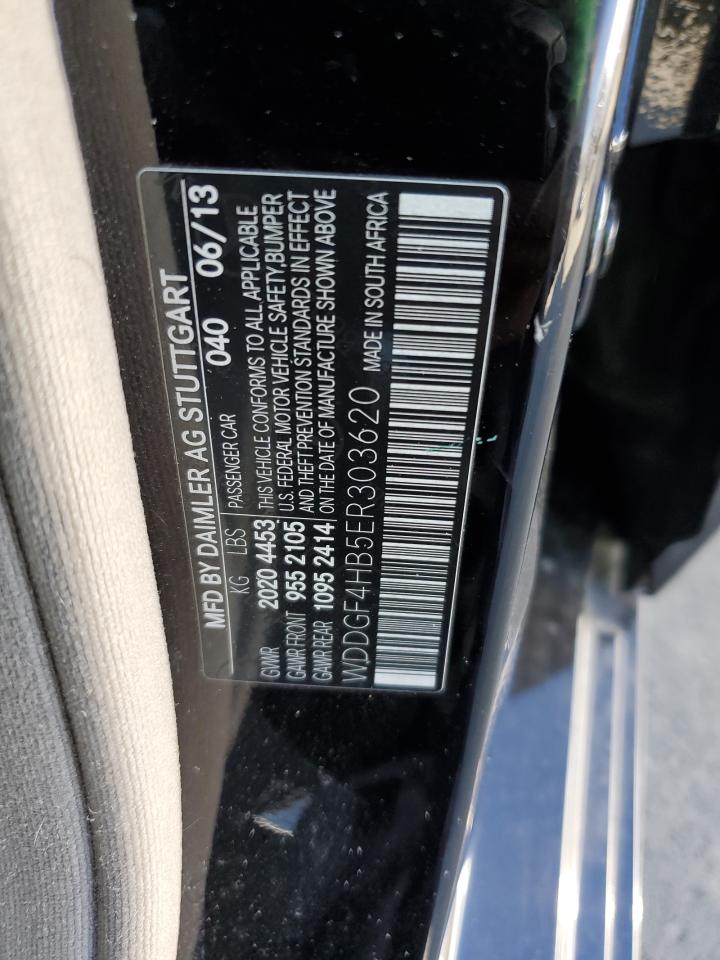 MFD BY DAIMLER AG STUTTGART
040 06/13
KG LBS PASSENGER CAR
GVWR 2020 4453 THIS VEHICLE CONFORMS TO ALL APPLICABLE
GAWR FRONT 955 2105 U.S. FEDERAL MOTOR VEHICLE SAFETY,BUMPER
AND THEFT PREVENTION STANDARDS IN EFFECT
GAWR REAR 1095 2414 ON THE DATE OF MANUFACTURE SHOWN ABOVE
WDDGF4HB5ER303620 MADE IN SOUTH AFRICA